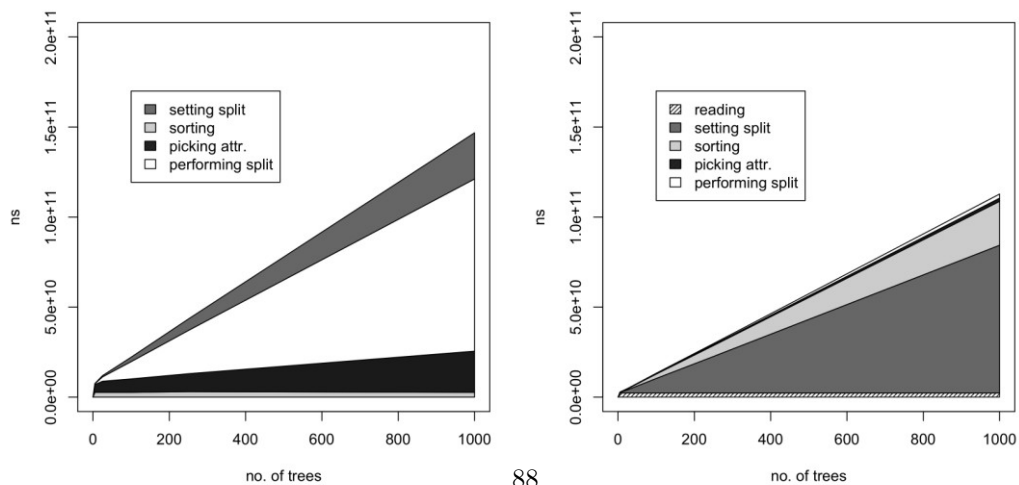 2.0e+11
1.5e+11
1.0e+11
5.0e+10
0.0e+00
ns
setting split
sorting
picking attr.
performing split
0 200 400 600 800 1000
no. of trees
2.0e+11
1.5e+11
1.0e+11
5.0e+10
0.0e+00
ns
reading
setting split
sorting
picking attr.
performing split
0 200 400 600 800 1000
no. of trees
88